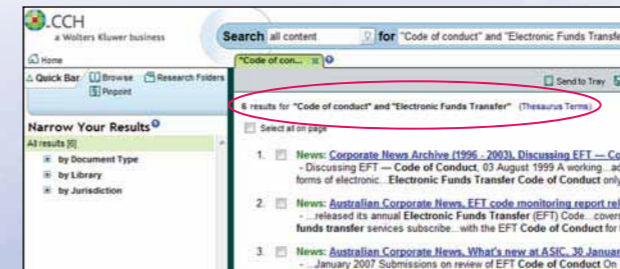 CCH
a Wolters Kluwer business
Search all content for "Code of conduct" and "Electronic Funds Transfe
Home
"Code of con...
Quick Bar Browse Research Folders
Pinpoint
Send to Tray
6 results for "Code of conduct" and "Electronic Funds Transfer" (Thesaurus Terms)
Narrow Your Results
Select all on page
All results [6]
by Document Type
by Library
by Jurisdiction
1. News: Corporate News Archive (1996 - 2003), Discussing EFT — Co
- Discussing EFT — Code of Conduct, 03 August 1999 A working...ad
forms of electronic...Electronic Funds Transfer Code of Conduct only
2. News: Australian Corporate News, EFT code monitoring report rel
- ...released its annual Electronic Funds Transfer (EFT) Code...covers
funds transfer services subscribe...with the EFT Code of Conduct for
3. News: Australian Corporate News, What's new at ASIC, 30 Januar
- ...January 2007 Submissions on review of EFT Code of Conduct On